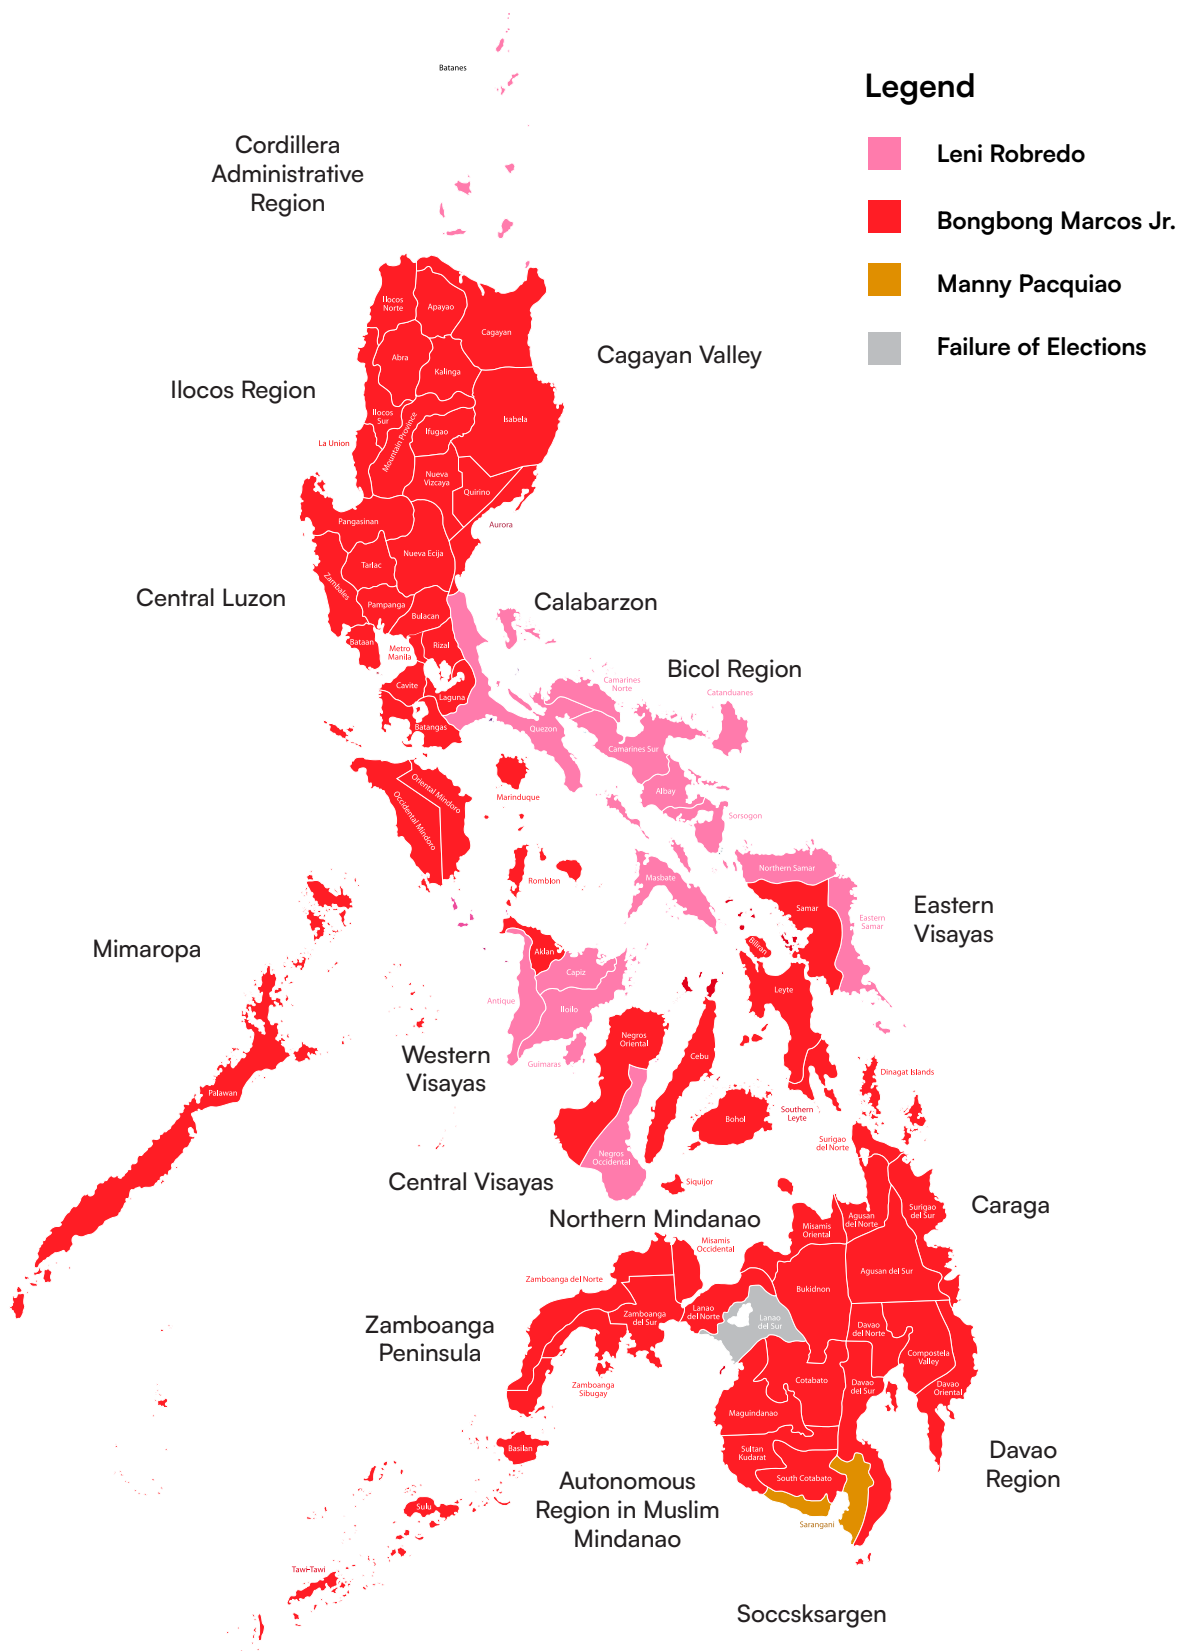 Batanes
Legend
Leni Robredo
Bongbong Marcos Jr.
Manny Pacquiao
Failure of Elections
Cordillera
Administrative
Region
Ilocos
Norte
Apayao
Cagayan
Cagayan Valley
Abra
Kalinga
Ilocos Region
Ilocos
Sur
Mountain Province
Ifugao
Isabela
La Union
Nueva
Vizcaya
Quirino
Pangasinan
Aurora
Nueva Ecija
Tarlac
Zambales
Central Luzon
Pampanga
Bulacan
Calabarzon
Bataan
Metro
Manila
Rizal
Bicol Region
Cavite
Laguna
Camarines
Norte
Catanduanes
Batangas
Quezon
Camarines Sur
Oriental Mindoro
Occidental Mindoro
Marinduque
Albay
Sorsogon
Romblon
Masbate
Northern Samar
Samar
Eastern
Samar
Eastern
Visayas
Mimaropa
Biliran
Aklan
Capiz
Leyte
Antique
Iloilo
Negros
Oriental
Western
Visayas
Guimaras
Cebu
Dinagat Islands
Palawan
Bohol
Southern
Leyte
Surigao
del Norte
Negros
Occidental
Central Visayas
Siquijor
Northern Mindanao
Caraga
Misamis
Oriental
Agusan
del Norte
Surigao
del Sur
Misamis
Occidental
Zamboanga del Norte
Bukidnon
Agusan del Sur
Zamboanga
Peninsula
Zamboanga
del Sur
Lanao
del Norte
Lanao
del Sur
Davao
del Norte
Compostela
Valley
Zamboanga
Sibugay
Cotabato
Davao
del Sur
Davao
Oriental
Maguindanao
Basilan
Sultan
Kudarat
South Cotabato
Davao
Region
Autonomous
Region in Muslim
Mindanao
Sulu
Sarangani
Tawi-Tawi
Soccsksargen